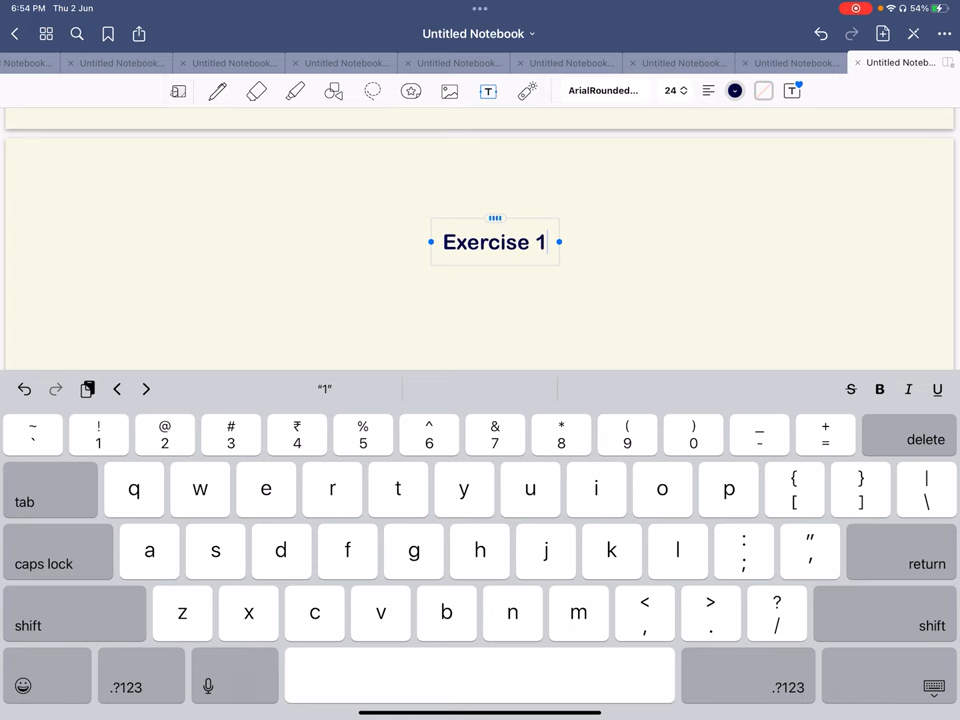 6:54 PM Thu 2 Jun
54%
Untitled Notebook
Notebook...
Untitled Notebook...
Untitled Notebook...
Untitled Notebook...
Untitled Notebook...
Untitled Notebook...
Untitled Notebook...
Untitled Notebook...
Untitled Noteb...
T
ArialRounded...
24
T
Exercise 1
"1"
S B I U
~ ! @ # ₹ % ^ & * ( ) _ +
` 1 2 3 4 5 6 7 8 9 0 - = delete
tab q w e r t y u i o p { [ } ] | \
caps lock a s d f g h j k l : ; " ' return
shift z x c v b n m < , > . ? / shift
.?123 .?123